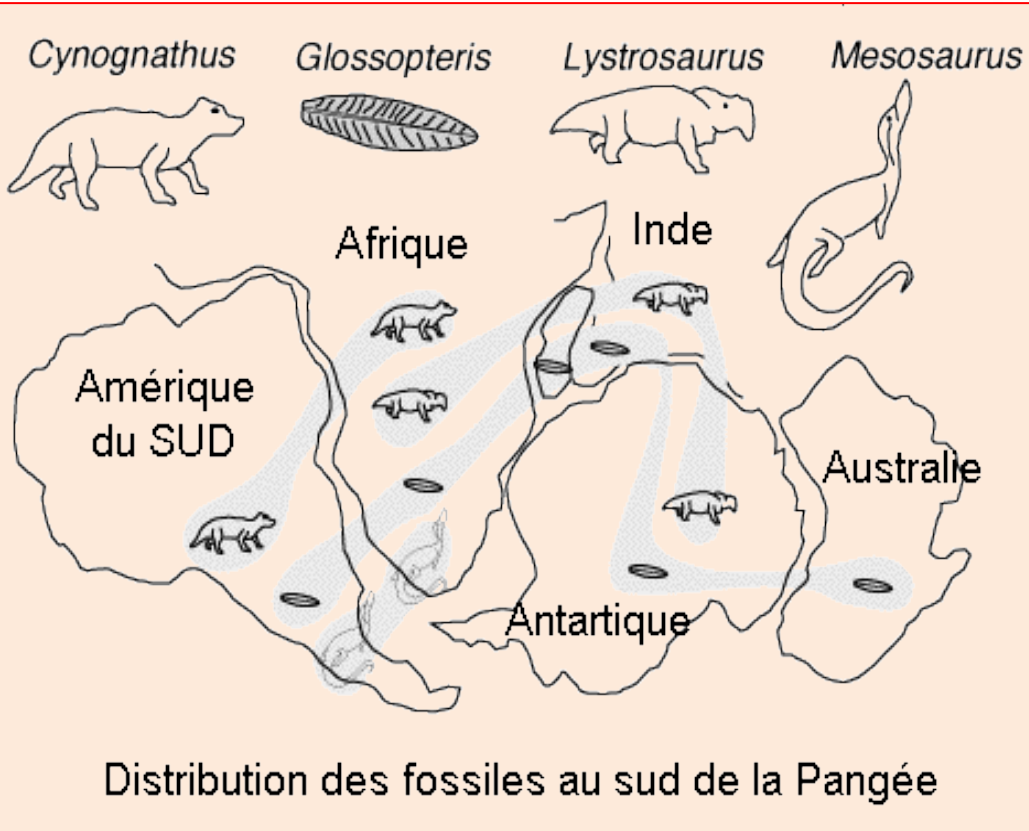 Cynognathus Glossopteris Lystrosaurus Mesosaurus
Afrique
Inde
Amérique
du SUD
Australie
Antartique
Distribution des fossiles au sud de la Pangée